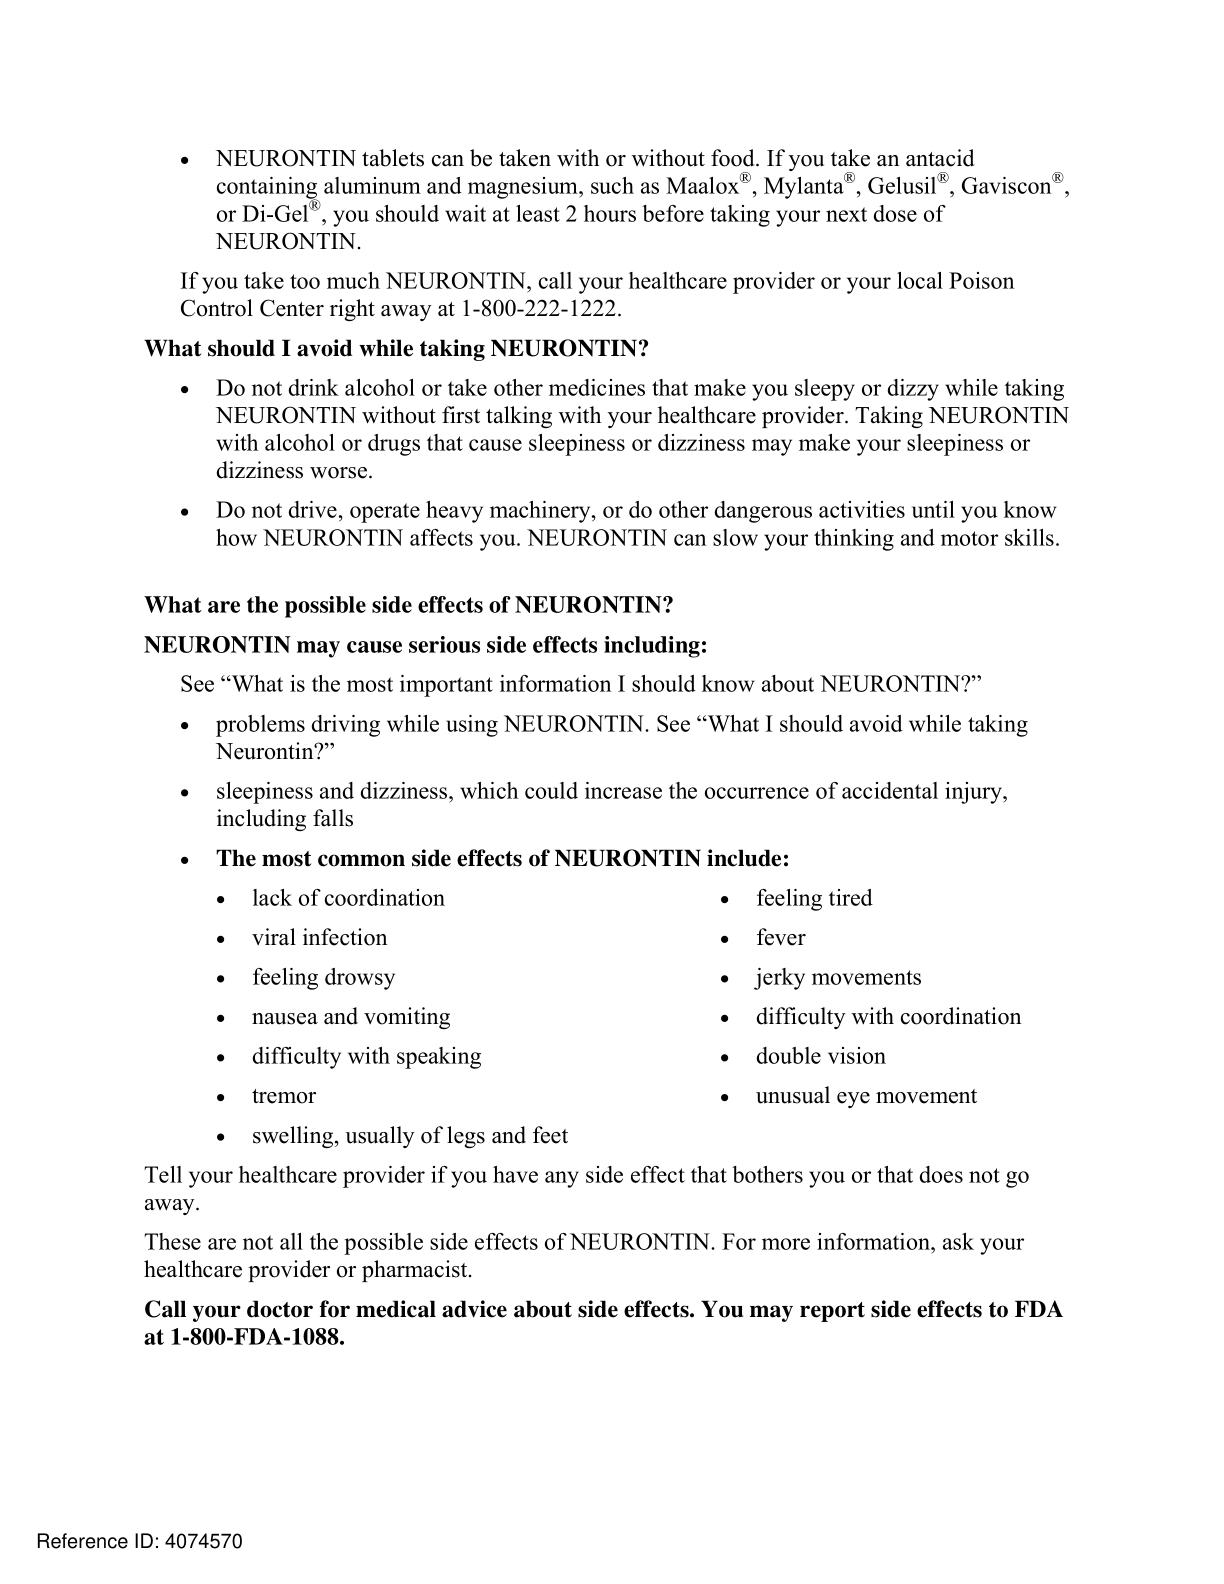 • NEURONTIN tablets can be taken with or without food. If you take an antacid
containing aluminum and magnesium, such as Maalox®, Mylanta®, Gelusil®, Gaviscon®,
or Di-Gel®, you should wait at least 2 hours before taking your next dose of
NEURONTIN.
If you take too much NEURONTIN, call your healthcare provider or your local Poison
Control Center right away at 1-800-222-1222.
What should I avoid while taking NEURONTIN?
• Do not drink alcohol or take other medicines that make you sleepy or dizzy while taking
NEURONTIN without first talking with your healthcare provider. Taking NEURONTIN
with alcohol or drugs that cause sleepiness or dizziness may make your sleepiness or
dizziness worse.
• Do not drive, operate heavy machinery, or do other dangerous activities until you know
how NEURONTIN affects you. NEURONTIN can slow your thinking and motor skills.
What are the possible side effects of NEURONTIN?
NEURONTIN may cause serious side effects including:
See “What is the most important information I should know about NEURONTIN?”
• problems driving while using NEURONTIN. See “What I should avoid while taking
Neurontin?”
• sleepiness and dizziness, which could increase the occurrence of accidental injury,
including falls
• The most common side effects of NEURONTIN include:
• lack of coordination
• viral infection
• feeling drowsy
• nausea and vomiting
• difficulty with speaking
• tremor
• swelling, usually of legs and feet
• feeling tired
• fever
• jerky movements
• difficulty with coordination
• double vision
• unusual eye movement
Tell your healthcare provider if you have any side effect that bothers you or that does not go
away.
These are not all the possible side effects of NEURONTIN. For more information, ask your
healthcare provider or pharmacist.
Call your doctor for medical advice about side effects. You may report side effects to FDA
at 1-800-FDA-1088.
Reference ID: 4074570